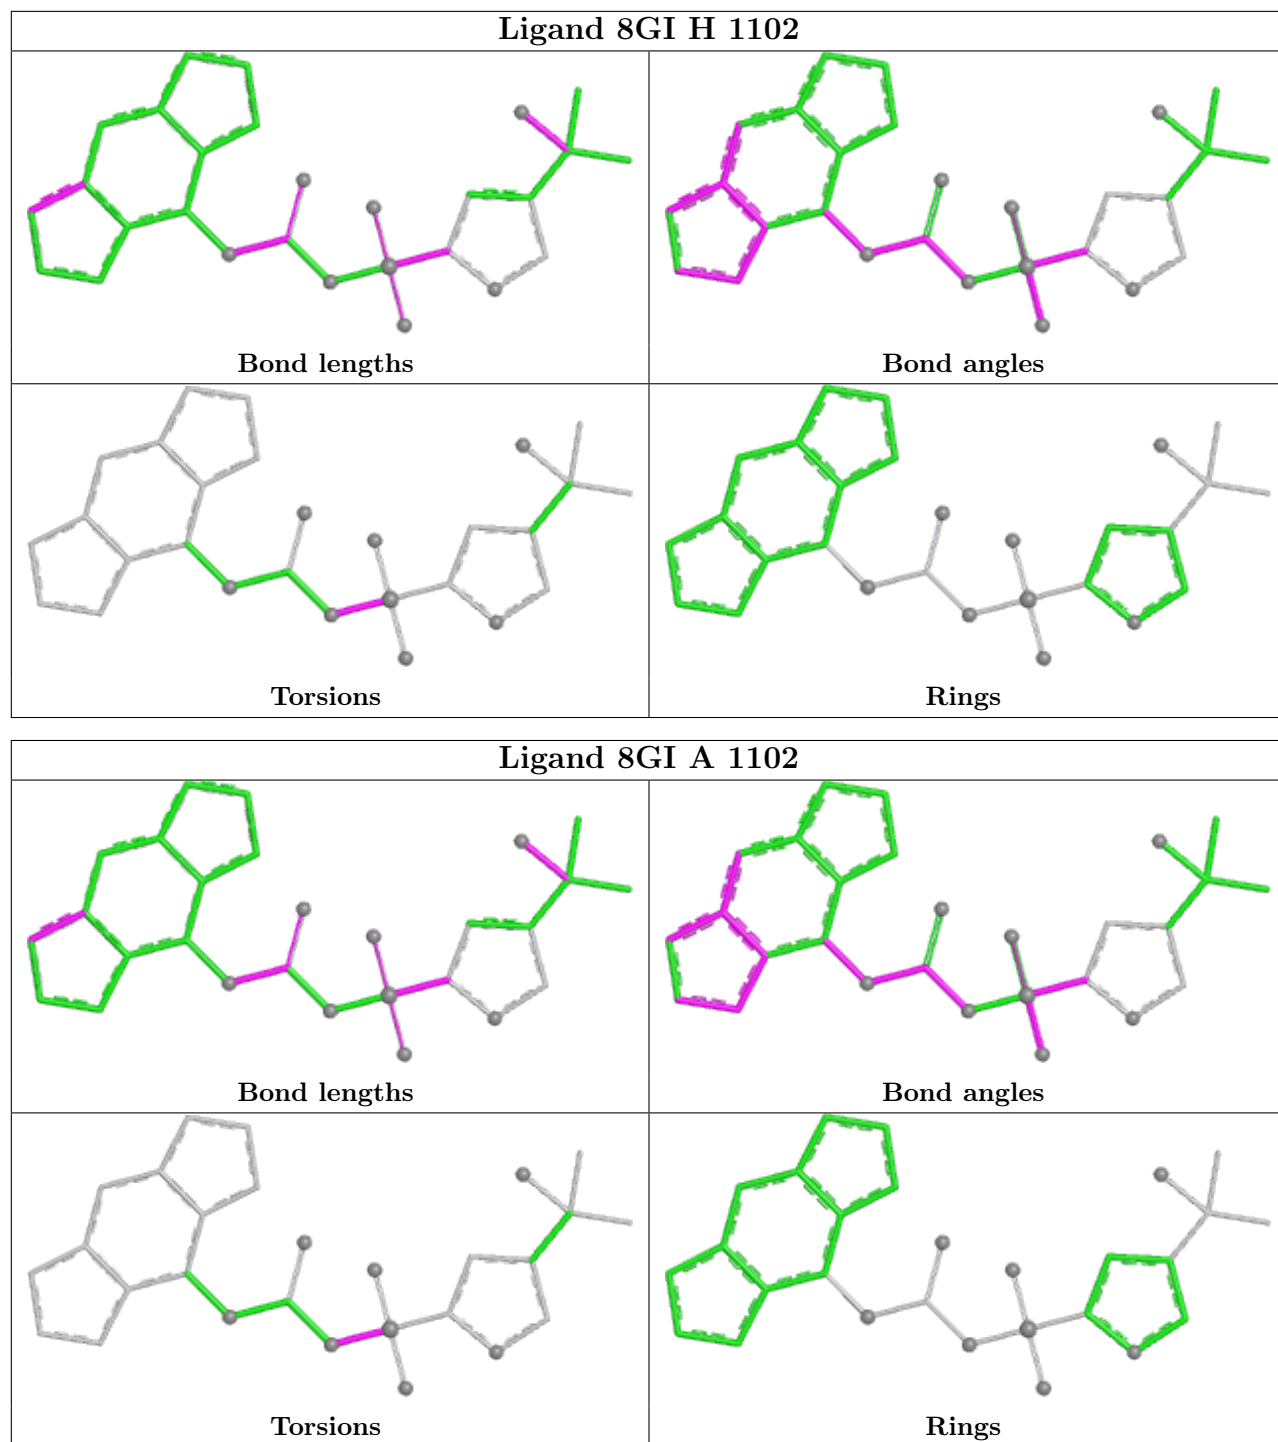 Ligand 8GI H 1102
Bond lengths
Bond angles
Torsions
Rings
Ligand 8GI A 1102
Bond lengths
Bond angles
Torsions
Rings